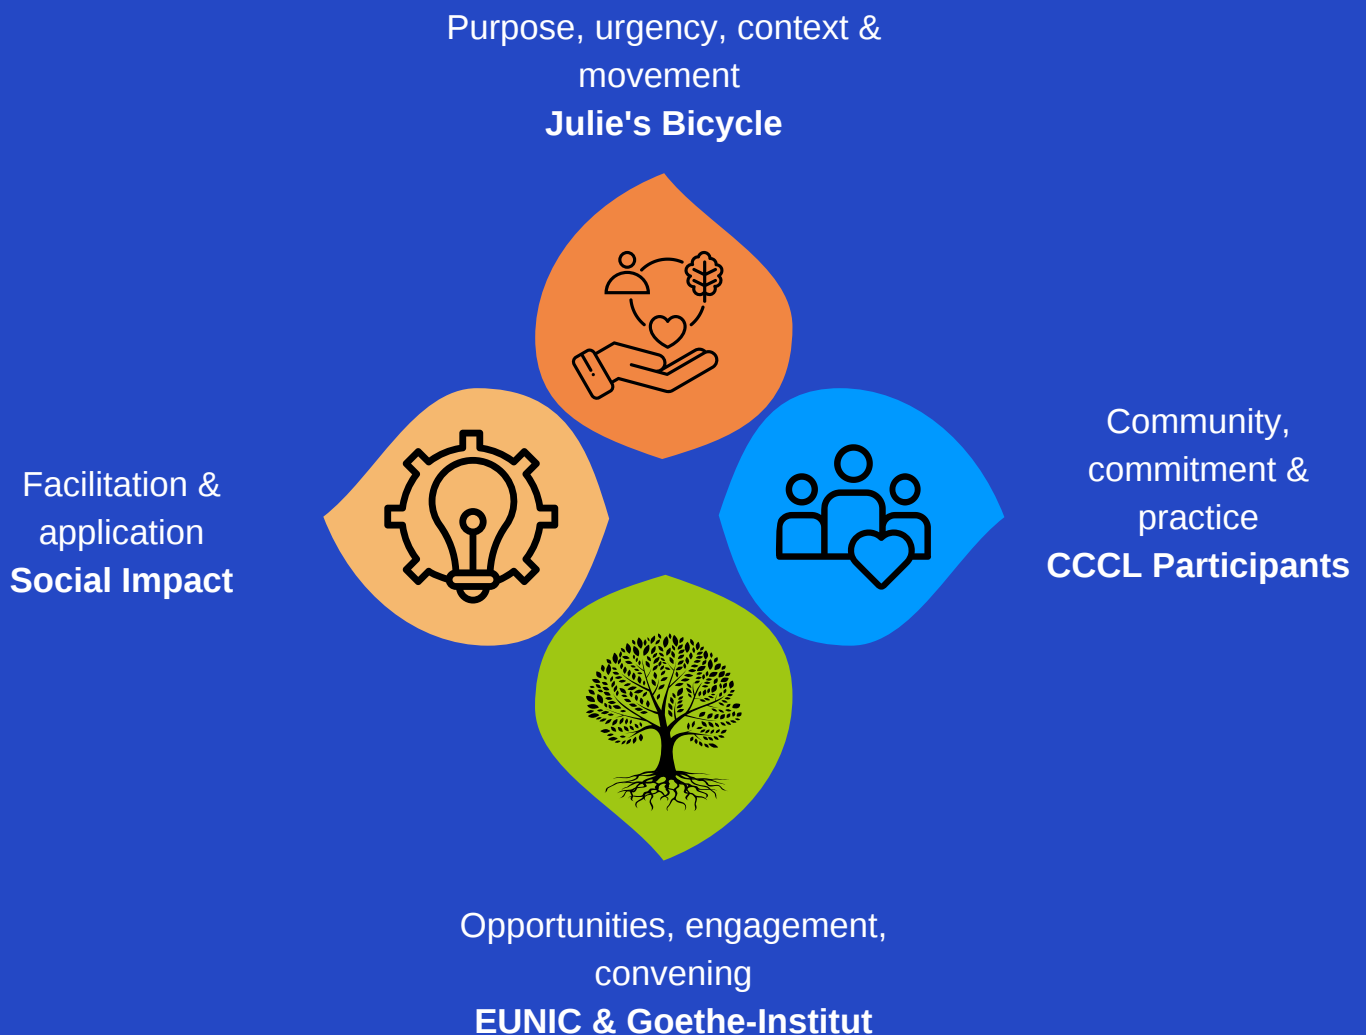 Purpose, urgency, context &
movement
Julie's Bicycle
Facilitation &
application
Social Impact
Community,
commitment &
practice
CCCL Participants
Opportunities, engagement,
convening
EUNIC & Goethe-Institut